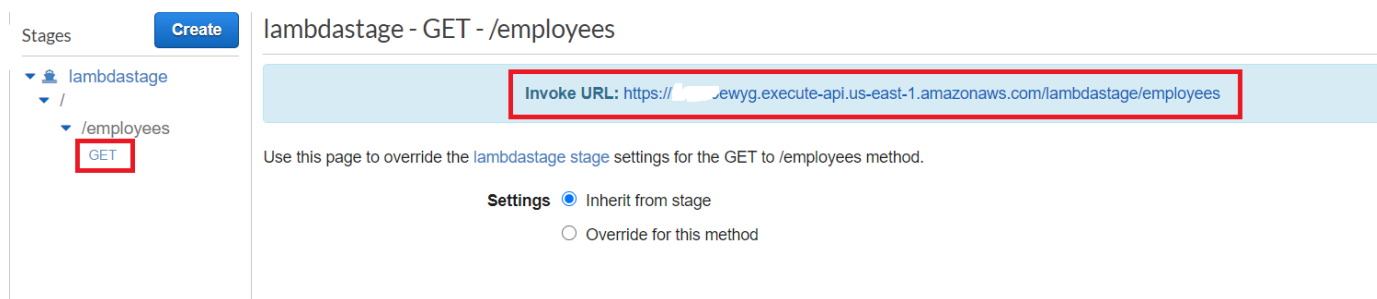 Stages
Create
lambdastage
/
/employees
GET
lambdastage - GET - /employees
Invoke URL: https:// ewyg.execute-api.us-east-1.amazonaws.com/lambdastage/employees
Use this page to override the lambdastage stage settings for the GET to /employees method.
Settings
Inherit from stage
Override for this method